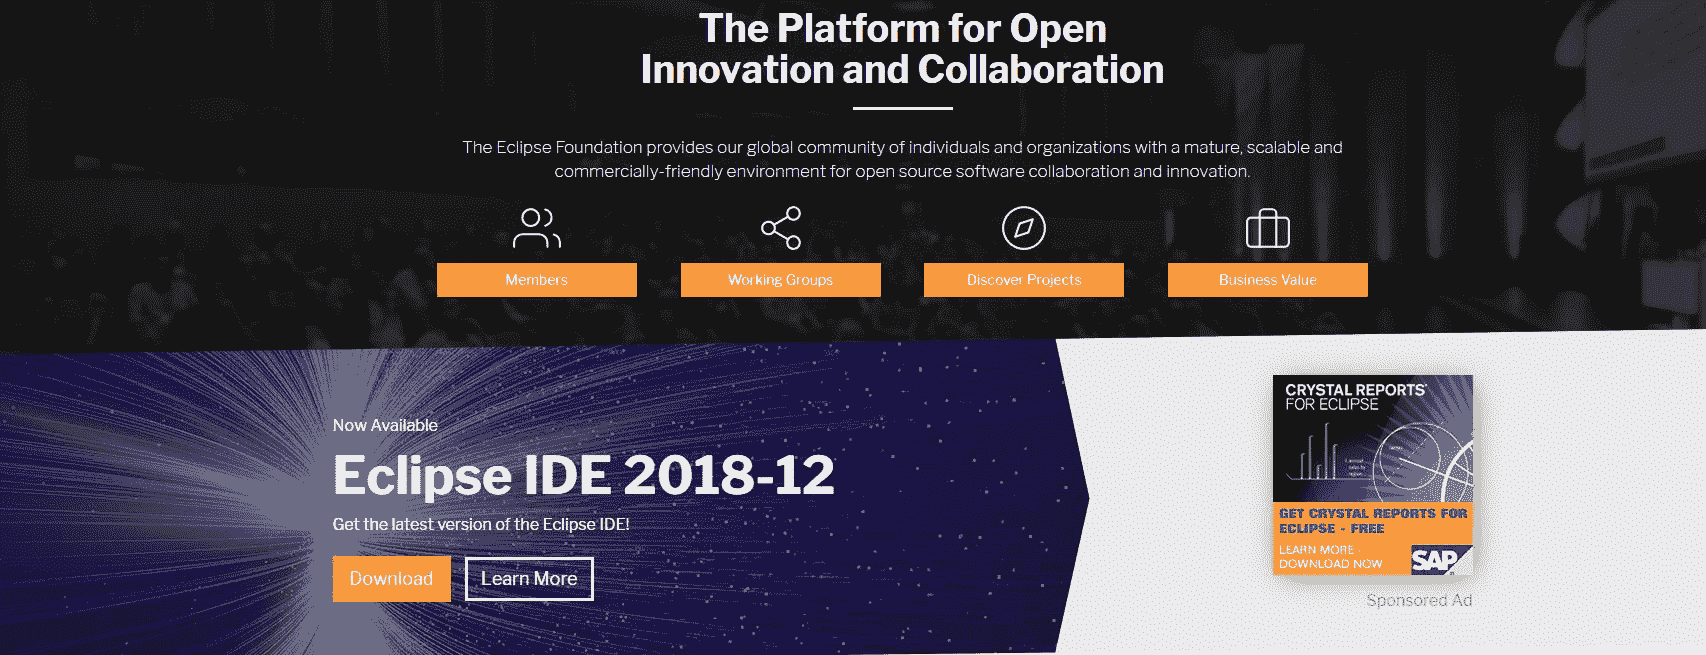 The Platform for Open
Innovation and Collaboration
The Eclipse Foundation provides our global community of individuals and organizations with a mature, scalable and
commercially-friendly environment for open source software collaboration and innovation.
Members
Working Groups
Discover Projects
Business Value
Now Available
Eclipse IDE 2018-12
Get the latest version of the Eclipse IDE!
Download
Learn More
CRYSTAL REPORTS®
FOR ECLIPSE
GET CRYSTAL REPORTS FOR
ECLIPSE - FREE
LEARN MORE
DOWNLOAD NOW
SAP
Sponsored Ad